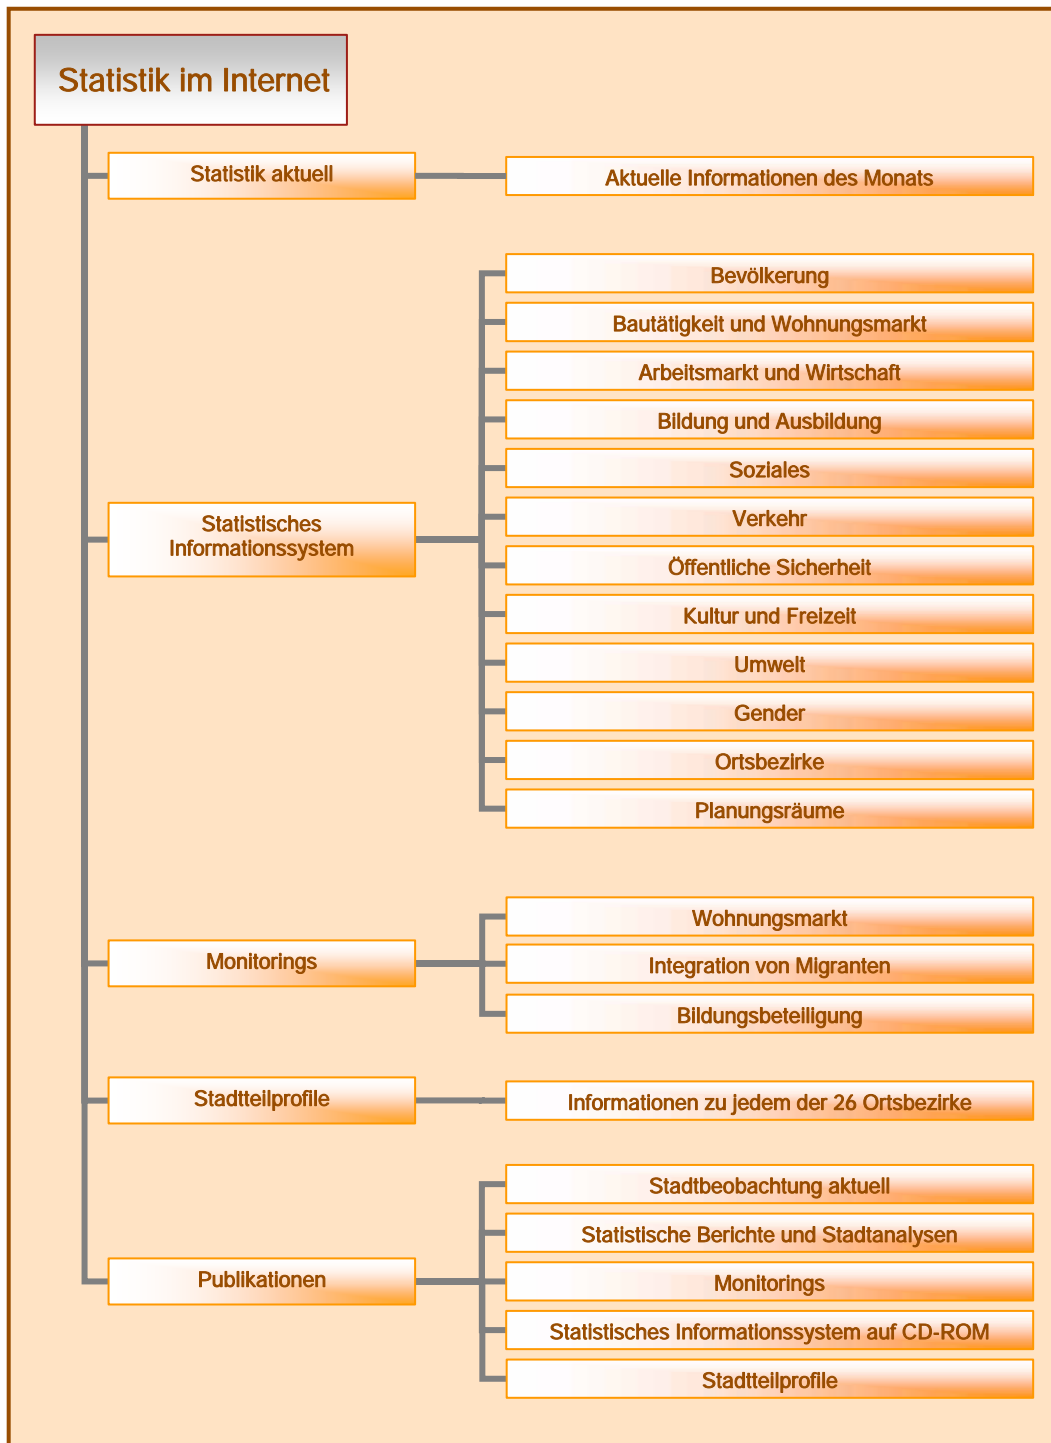 Statistik im Internet
Statistik aktuell
Aktuelle Informationen des Monats
Statistisches
Informationssystem
Bevölkerung
Bautätigkeit und Wohnungsmarkt
Arbeitsmarkt und Wirtschaft
Bildung und Ausbildung
Soziales
Verkehr
Öffentliche Sicherheit
Kultur und Freizeit
Umwelt
Gender
Ortsbezirke
Planungsräume
Monitorings
Wohnungsmarkt
Integration von Migranten
Bildungsbeteiligung
Stadtteilprofile
Informationen zu jedem der 26 Ortsbezirke
Publikationen
Stadtbeobachtung aktuell
Statistische Berichte und Stadtanalysen
Monitorings
Statistisches Informationssystem auf CD-ROM
Stadtteilprofile